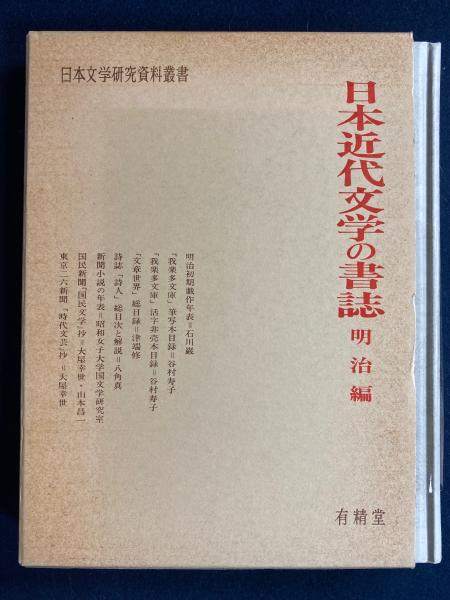 日本文学研究資料叢書
日本近代文学の書誌 明治編
明治初期戯作年表＝石川巌
『我楽多文庫』筆写本目録＝谷村寿子
『我楽多文庫』活字非売本目録＝谷村寿子
『文章世界』総目録＝津端修
詩誌「詩人」総目次と解説＝八角真
新聞小説の年表＝昭和女子大学国文学研究室
国民新聞「国民文学」抄＝大屋幸世・山本昌一
東京二六新聞「時代文芸」抄＝大屋幸世
有精堂